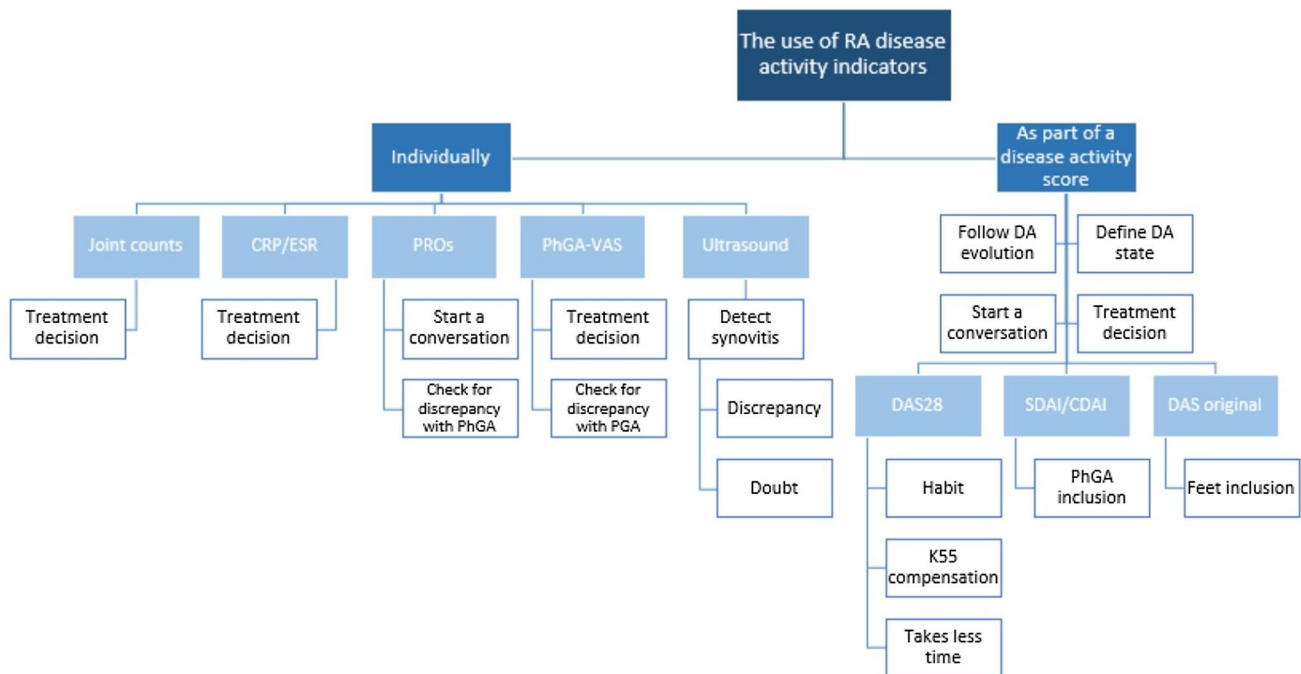 The use of RA disease
activity indicators
Individually
As part of a
disease activity
score
Joint counts
Treatment
decision
CRP/ESR
Treatment
decision
PROs
Start a
conversation
Check for
discrepancy
with PhGA
PhGA-VAS
Treatment
decision
Check for
discrepancy
with PGA
Ultrasound
Detect
synovitis
Discrepancy
Doubt
Follow DA
evolution
Define DA
state
Start a
conversation
Treatment
decision
DAS28
Habit
K55
compensation
Takes less
time
SDAI/CDAI
PhGA
inclusion
DAS original
Feet inclusion